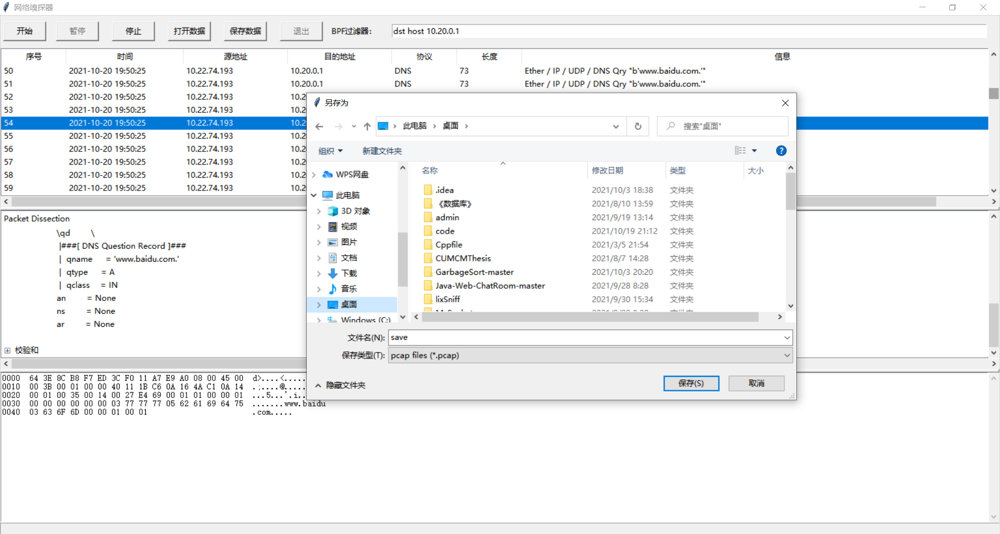 网络嗅探器
开始 暂停 停止 打开数据 保存数据 退出 BPF过滤器: dst host 10.20.0.1
序号 时间 源地址 目的地址 协议 长度 信息
50 2021-10-20 19:50:25 10.22.74.193 10.20.0.1 DNS 73 Ether / IP / UDP / DNS Qry "b'www.baidu.com.'"
51 2021-10-20 19:50:25 10.22.74.193 10.20.0.1 DNS 73 Ether / IP / UDP / DNS Qry "b'www.baidu.com.'"
52 2021-10-20 19:50:25 10.22.74.193 10.2
53 2021-10-20 19:50:25 10.22.74.193 10.2
54 2021-10-20 19:50:25 10.22.74.193 10.2
55 2021-10-20 19:50:25 10.22.74.193 10.2
56 2021-10-20 19:50:25 10.22.74.193 10.2
57 2021-10-20 19:50:25 10.22.74.193 10.2
58 2021-10-20 19:50:25 10.22.74.193 10.2
59 2021-10-20 19:50:25 10.22.74.193 10.2
Packet Dissection
\qd \
|###[ DNS Question Record ]###
| qname = 'www.baidu.com.'
| qtype = A
| qclass = IN
an = None
ns = None
ar = None
校验和
0000 64 3E 8C B8 F7 ED 3C F0 11 A7 E9 A0 08 00 45 00 d>....<.....
0010 00 3B 00 01 00 00 40 11 1B C6 0A 16 4A C1 0A 14 .;....@.....
0020 00 01 00 35 00 14 00 27 E4 69 00 01 01 00 00 01 ...5...'.i..
0030 00 00 00 00 00 00 03 77 77 77 05 62 61 69 64 75 .......www.baidu
0040 03 63 6F 6D 00 00 01 00 01 .com.....
另存为
此电脑 桌面 搜索"桌面"
组织 新建文件夹
WPS网盘
此电脑
3D 对象
视频
图片
文档
下载
音乐
桌面
Windows (C:)
名称 修改日期 类型 大小
.idea 2021/10/3 18:38 文件夹
《数据库》 2021/8/10 13:59 文件夹
admin 2021/9/19 13:14 文件夹
code 2021/10/19 21:12 文件夹
Cppfile 2021/3/5 21:54 文件夹
CUMCMThesis 2021/8/7 14:28 文件夹
GarbageSort-master 2021/10/3 20:20 文件夹
Java-Web-ChatRoom-master 2021/9/28 8:28 文件夹
lixSniff 2021/9/30 15:34 文件夹
文件名(N): save
保存类型(T): pcap files (*.pcap)
隐藏文件夹 保存(S) 取消